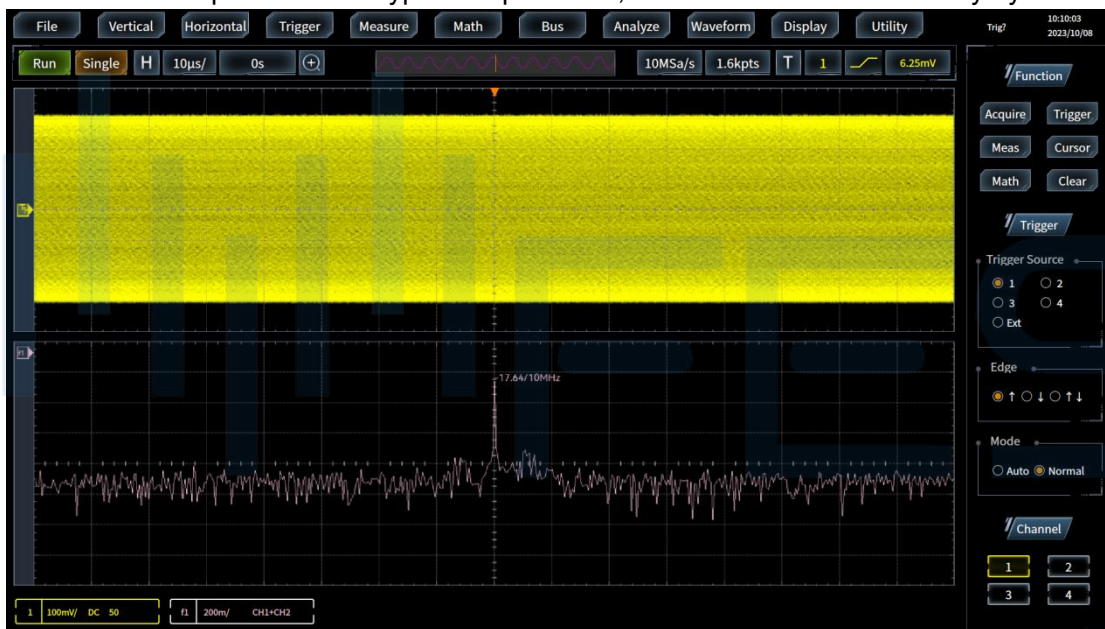 File Vertical Horizontal Trigger Measure Math Bus Analyze Waveform Display Utility Trig? 10:10:03
2023/10/08
Run Single H 10μs/ 0s 10MSa/s 1.6kpts T 1 6.25mV
Function
Acquire Trigger
Meas Cursor
Math Clear
Trigger
Trigger Source
1 2
3 4
Ext
-17.64/10MHz
Edge
↑ ↓ ↑↓
Mode
Auto Normal
Channel
1 2
3 4
f1
1 100mV/ DC 50 f1 200m/ CH1+CH2